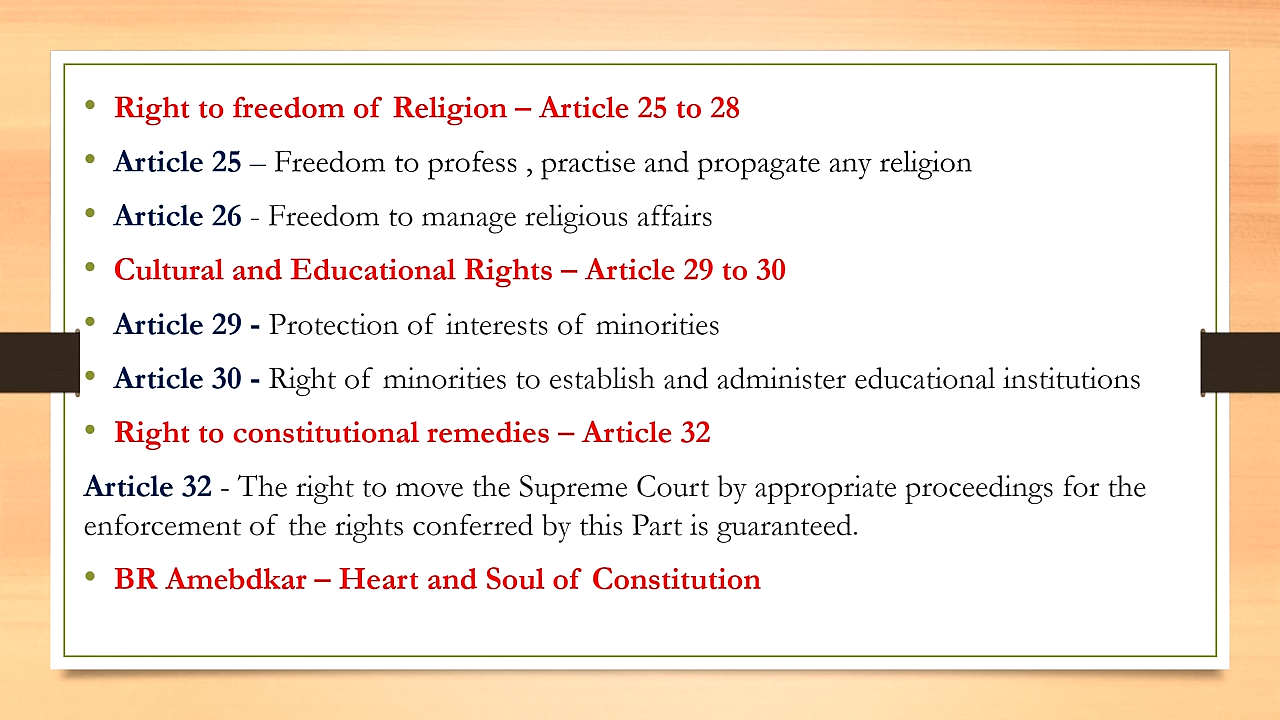 • Right to freedom of Religion – Article 25 to 28
• Article 25 – Freedom to profess , practise and propagate any religion
• Article 26 - Freedom to manage religious affairs
• Cultural and Educational Rights – Article 29 to 30
• Article 29 - Protection of interests of minorities
• Article 30 - Right of minorities to establish and administer educational institutions
• Right to constitutional remedies – Article 32
Article 32 - The right to move the Supreme Court by appropriate proceedings for the
enforcement of the rights conferred by this Part is guaranteed.
• BR Amebdkar – Heart and Soul of Constitution